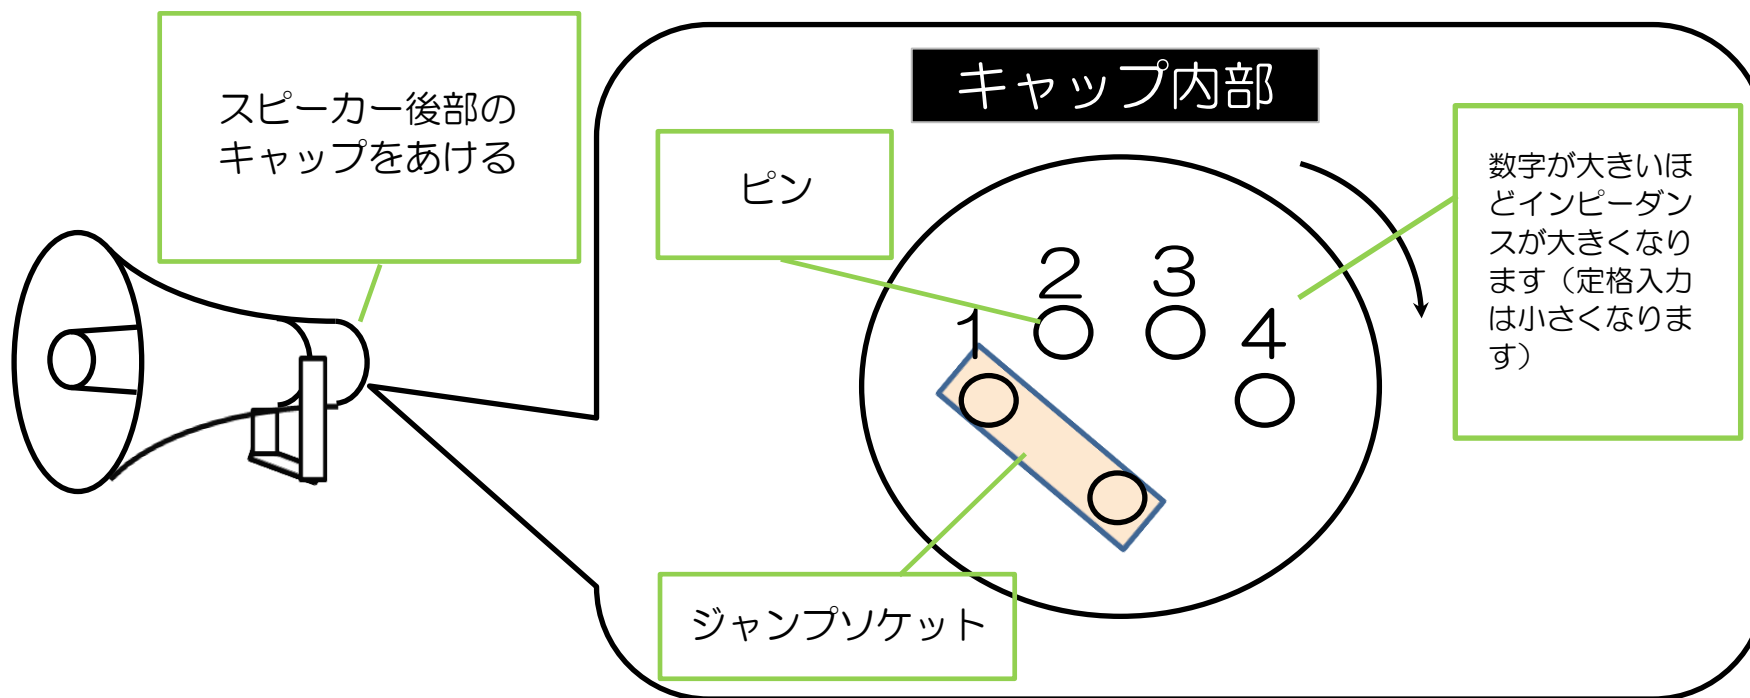 スピーカー後部の
キャップをあける
キャップ内部
ピン
数字が大きいほ
どインピーダン
スが大きくなり
ます（定格入力
は小さくなりま
す）
1
2
3
4
ジャンプソケット